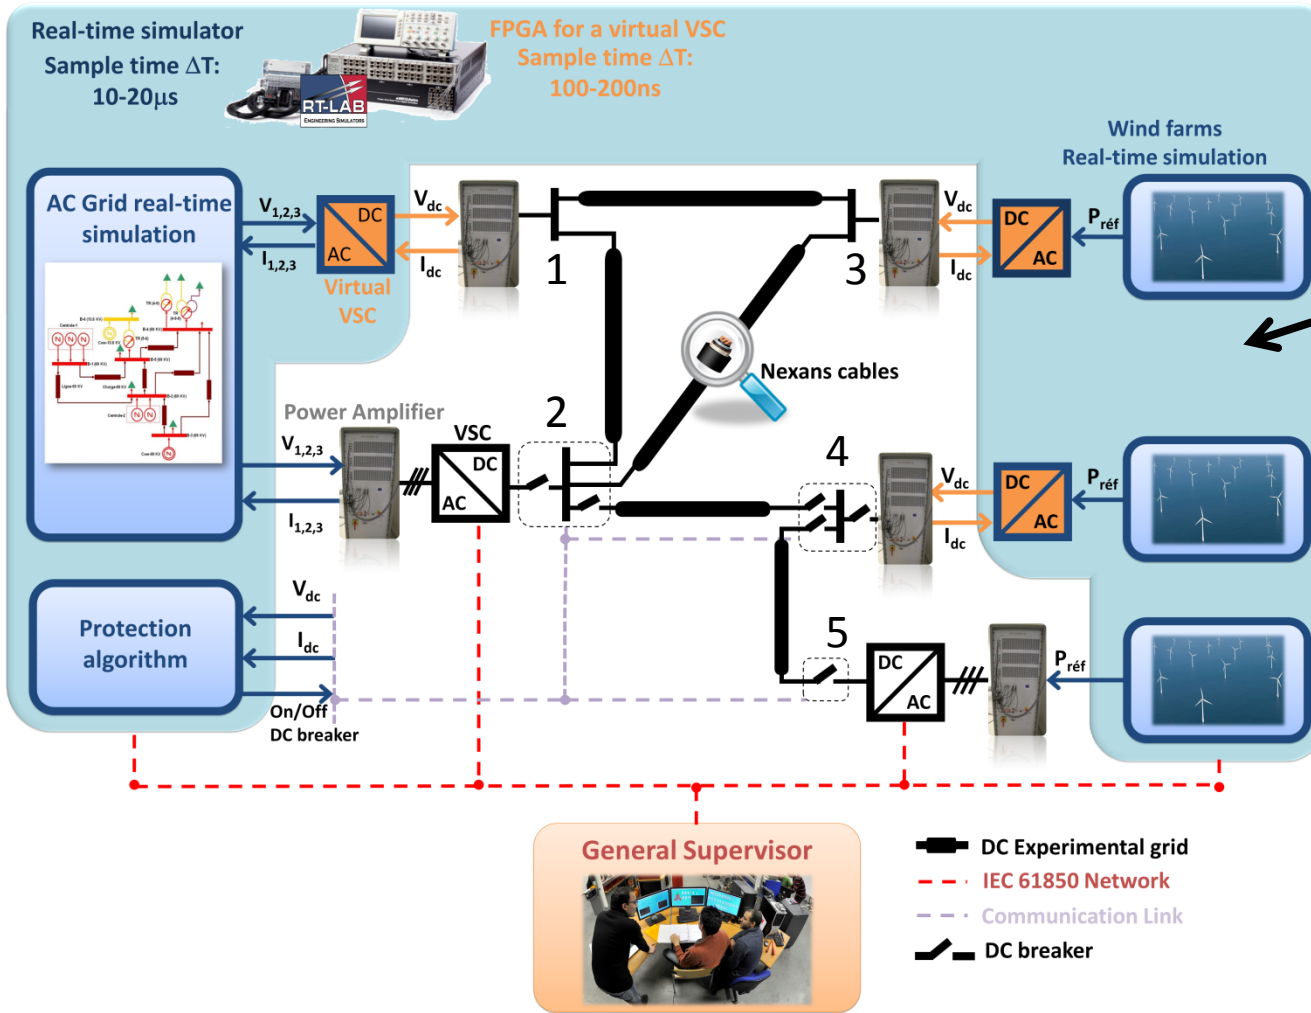 Real-time simulator
Sample time ΔT:
10-20µs
RT-LAB
ENGINEERING SIMULATORS
FPGA for a virtual VSC
Sample time ΔT:
100-200ns
Wind farms
Real-time simulation
AC Grid real-time
simulation
V1,2,3
I1,2,3
DC
AC
Virtual
VSC
Vdc
Idc
1
3
Vdc
Idc
DC
AC
Préf
Nexans cables
Power Amplifier
V1,2,3
I1,2,3
VSC
DC
AC
2
4
Vdc
Idc
DC
AC
Préf
Protection
algorithm
Vdc
Idc
On/Off
DC breaker
5
DC
AC
Préf
General Supervisor
DC Experimental grid
IEC 61850 Network
Communication Link
DC breaker